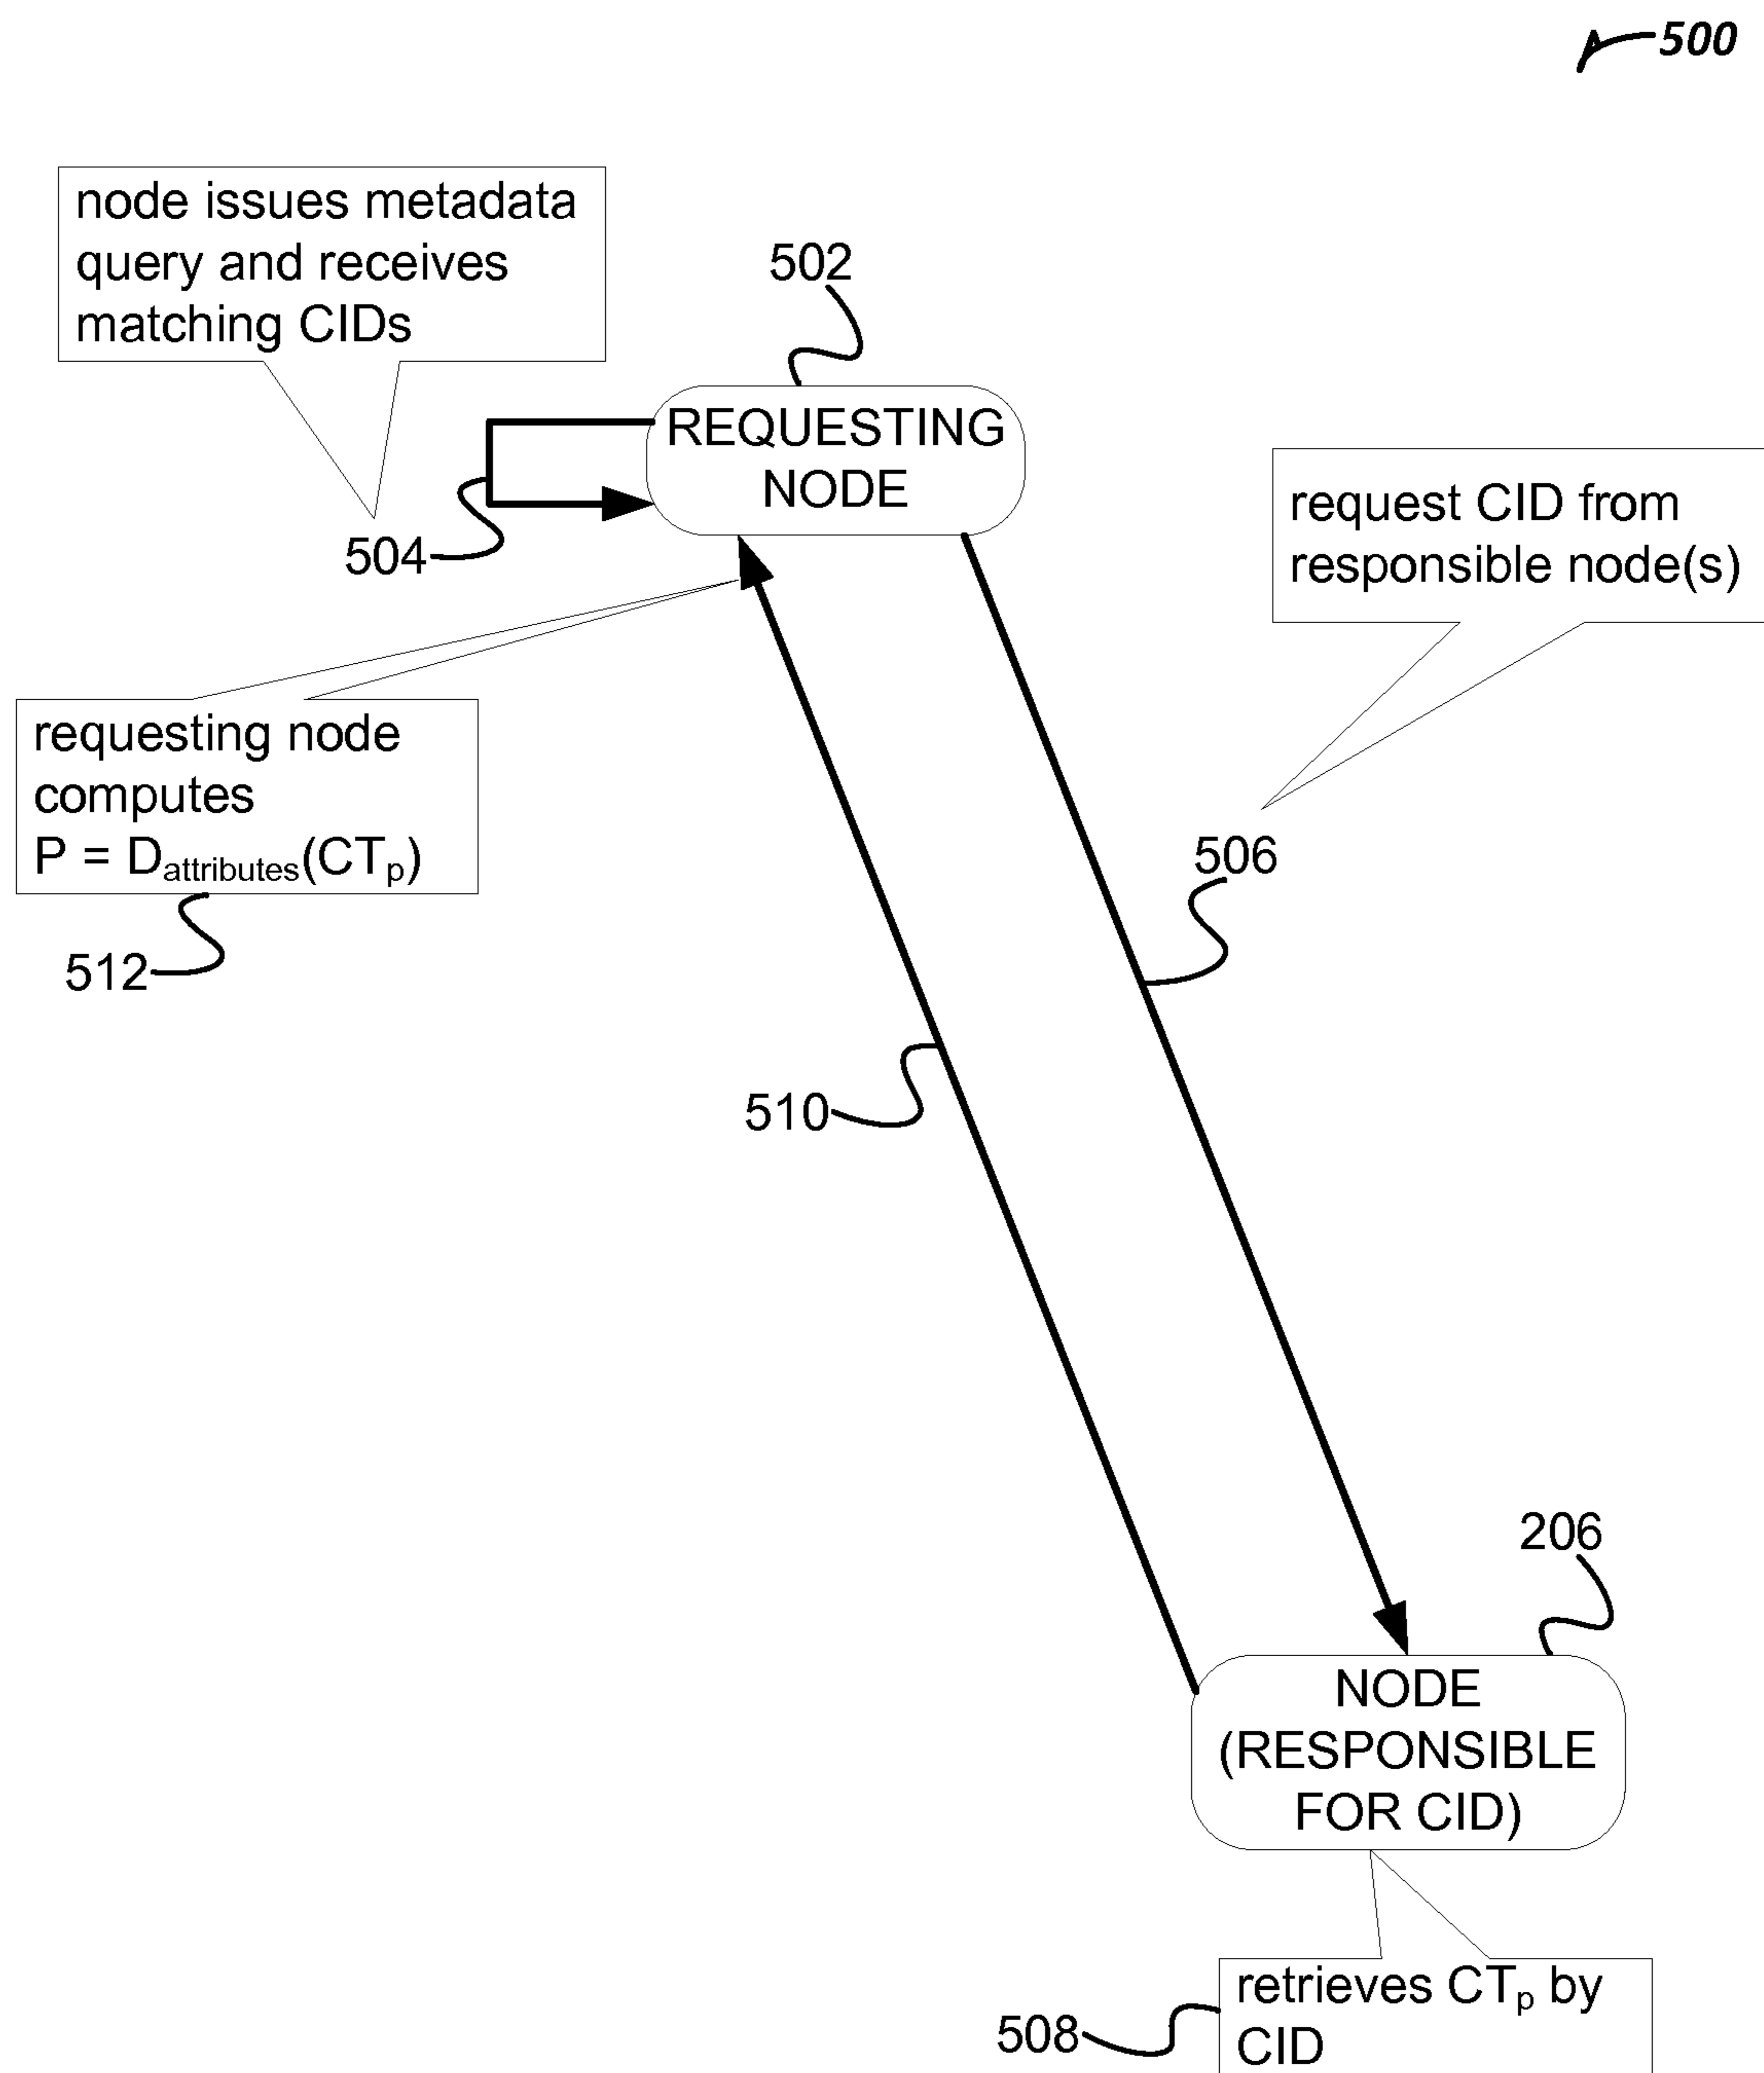 500
node issues metadata
query and receives
matching CIDs
502
REQUESTING
NODE
504
request CID from
responsible node(s)
requesting node
computes
P = Dattributes(CTp)
506
512
510
206
NODE
(RESPONSIBLE
FOR CID)
508
retrieves CTp by
CID